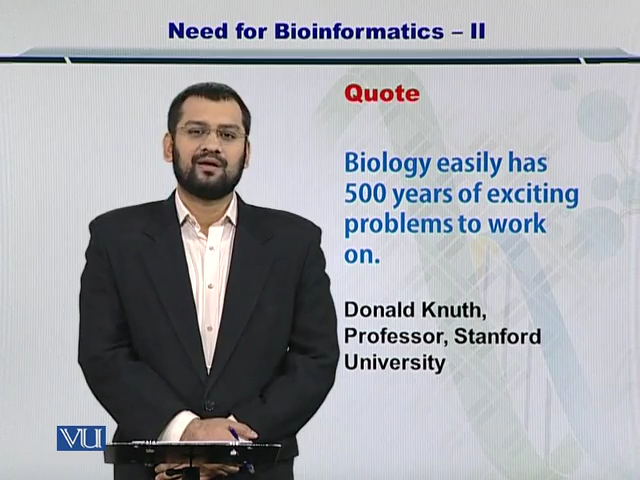 Need for Bioinformatics – II
Quote
Biology easily has
500 years of exciting
problems to work
on.
Donald Knuth,
Professor, Stanford
University
VU